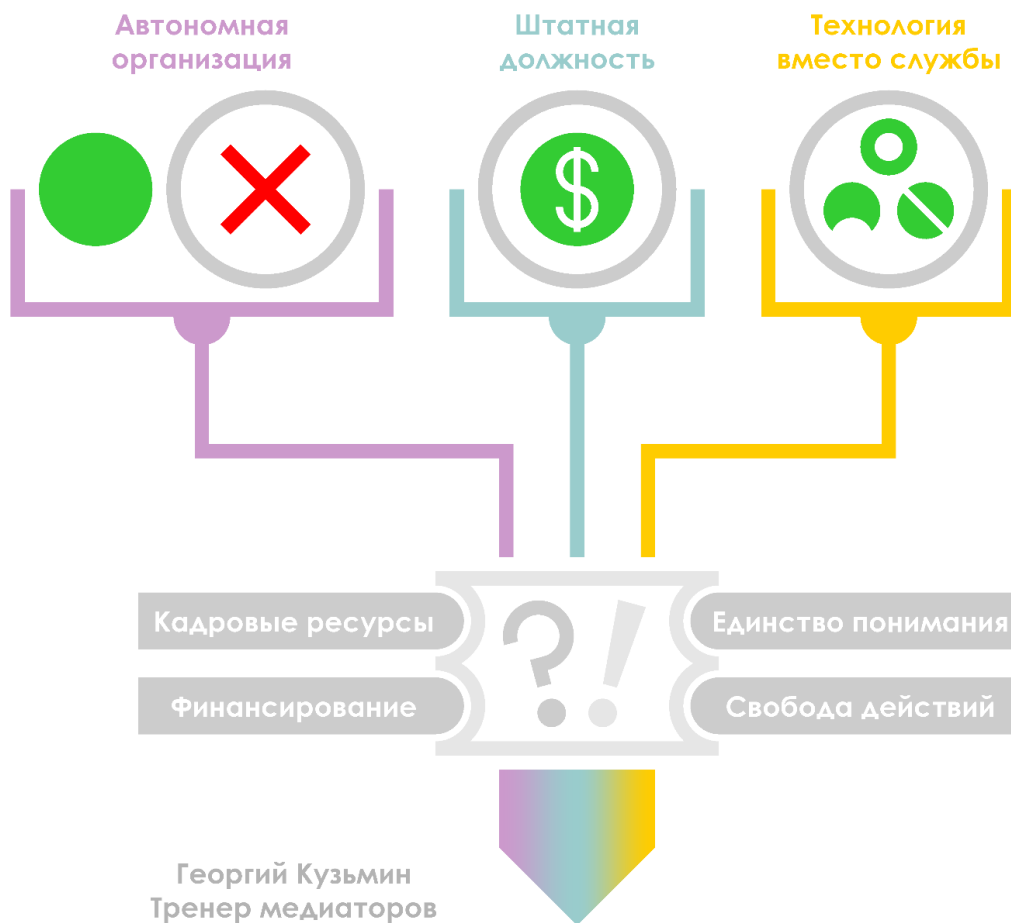 Автономная
организация
Штатная
должность
Технология
вместо службы
$
Кадровые ресурсы
? !
Единство понимания
Финансирование
Свобода действий
Георгий Кузьмин
Тренер медиаторов